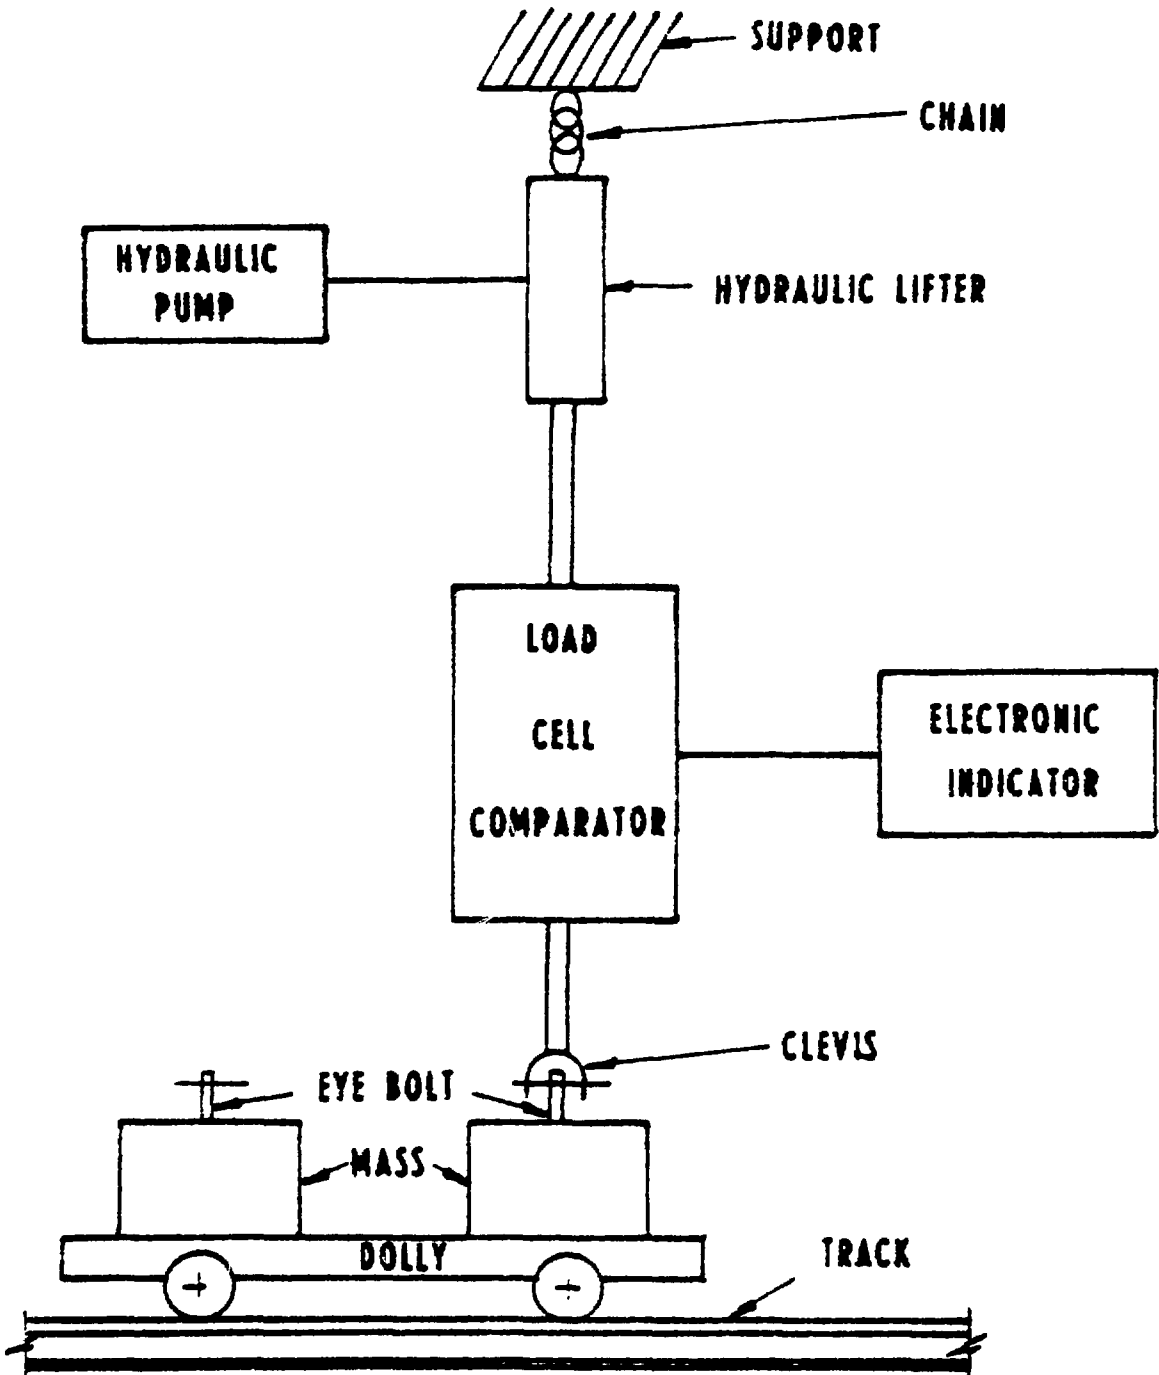 SUPPORT
CHAIN
HYDRAULIC
PUMP
HYDRAULIC LIFTER
LOAD
CELL
COMPARATOR
ELECTRONIC
INDICATOR
CLEVIS
EYE BOLT
MASS
DOLLY
TRACK